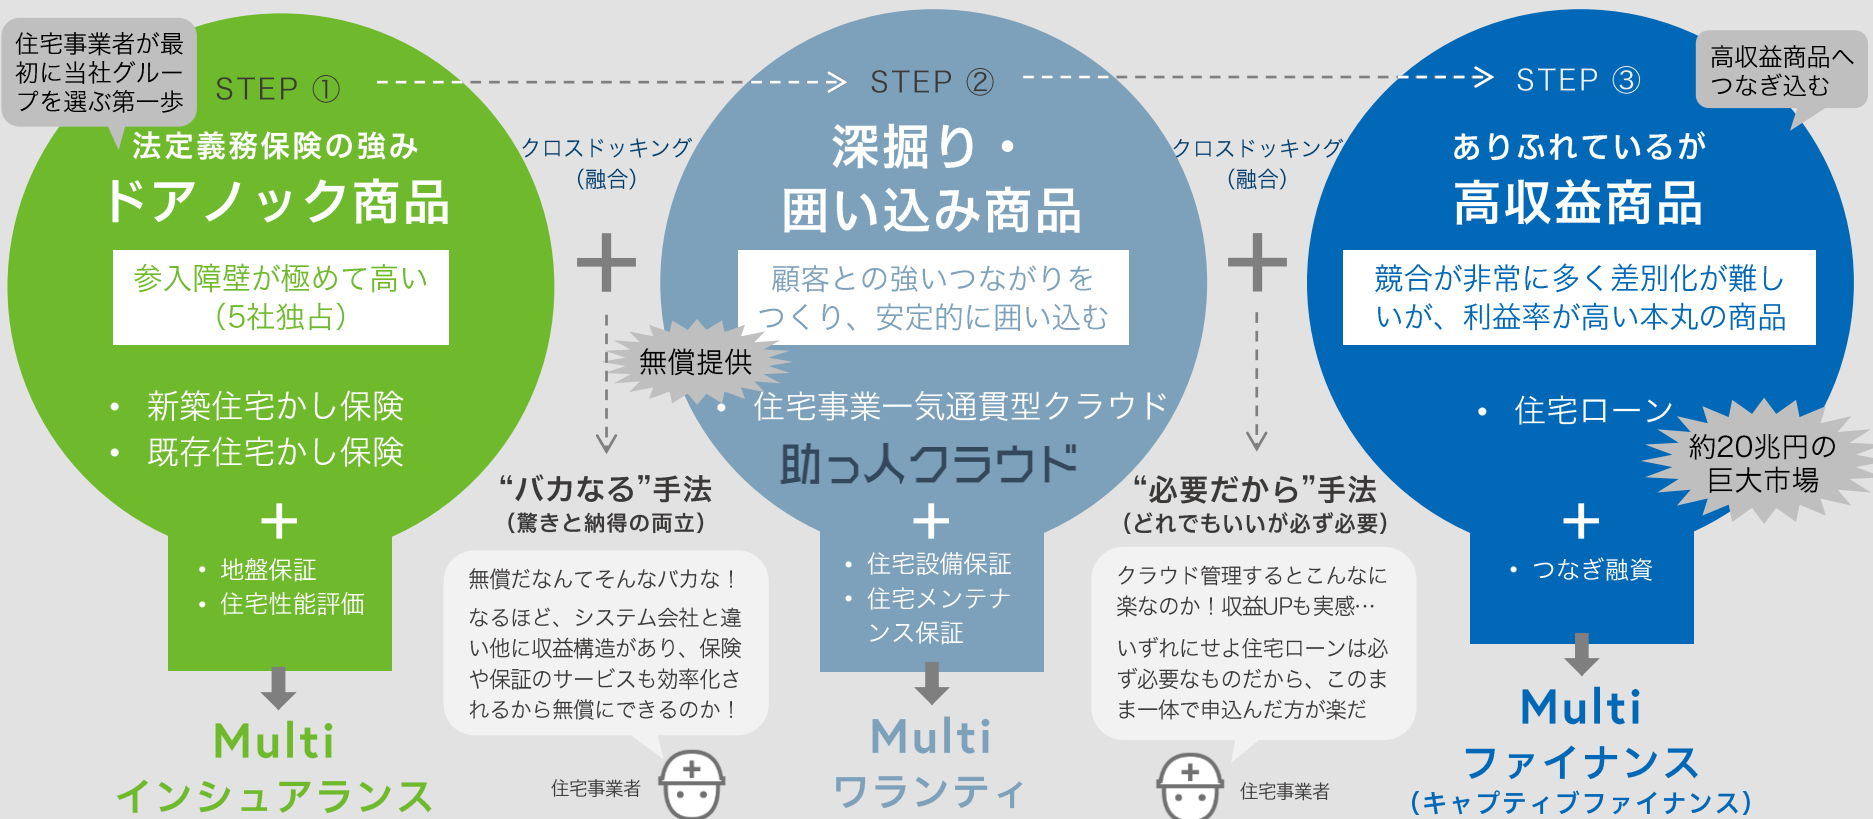 住宅事業者が最
初に当社グルー
プを選ぶ第一歩
STEP ①
法定義務保険の強み
ドアノック商品
参入障壁が極めて高い
（5社独占）
• 新築住宅かし保険
• 既存住宅かし保険
+
• 地盤保証
• 住宅性能評価
Multi
インシュアランス
クロスドッキング
（融合）
+
“バカなる”手法
（驚きと納得の両立）
無償だなんてそんなバカな！
なるほど、システム会社と違
い他に収益構造があり、保険
や保証のサービスも効率化さ
れるから無償にできるのか！
住宅事業者
STEP ②
深掘り・
囲い込み商品
顧客との強いつながりを
つくり、安定的に囲い込む
無償提供
• 住宅事業一気通貫型クラウド
助っ人クラウド
+
• 住宅設備保証
• 住宅メンテナ
ンス保証
Multi
ワランティ
クロスドッキング
（融合）
+
“必要だから”手法
（どれでもいいが必ず必要）
クラウド管理するとこんなに
楽なのか！収益UPも実感…
いずれにせよ住宅ローンは必
ず必要なものだから、このま
ま一体で申込んだ方が楽だ
住宅事業者
高収益商品へ
つなぎ込む
STEP ③
ありふれているが
高収益商品
競合が非常に多く差別化が難し
いが、利益率が高い本丸の商品
• 住宅ローン
約20兆円の
巨大市場
+
• つなぎ融資
Multi
ファイナンス
（キャプティブファイナンス）